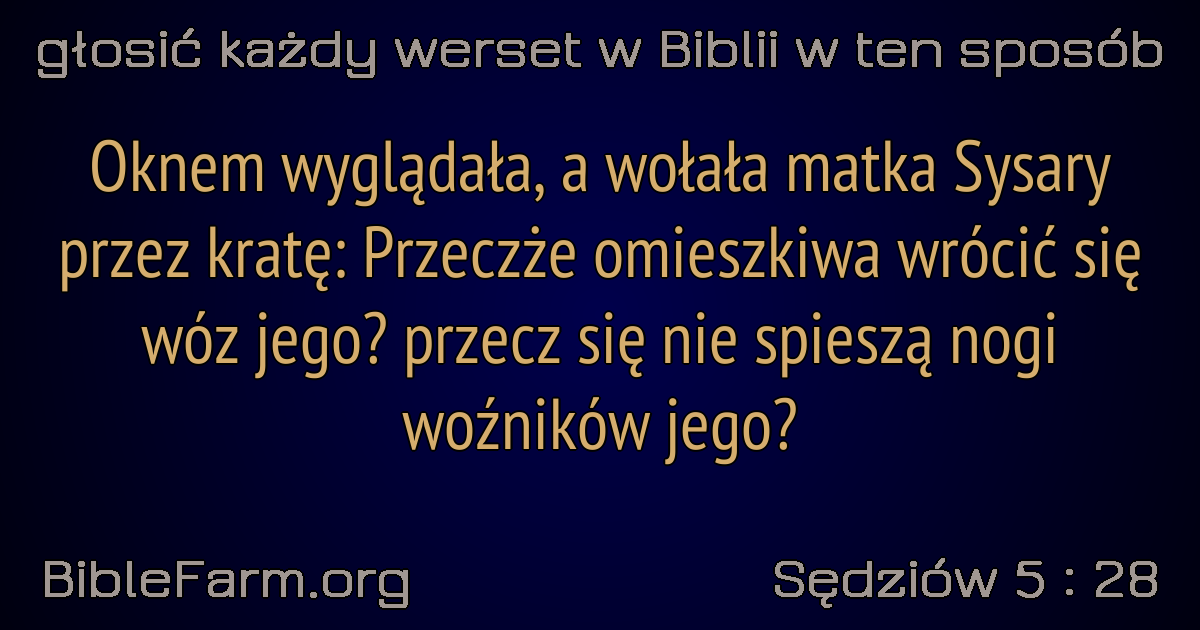 głosić każdy werset w Biblii w ten sposób
Oknem wyglądała, a wołała matka Sysary
przez kratę: Przeczże omieszkiwa wrócić się
wóz jego? przecz się nie spieszą nogi
woźników jego?
BibleFarm.org
Sędziów 5 : 28